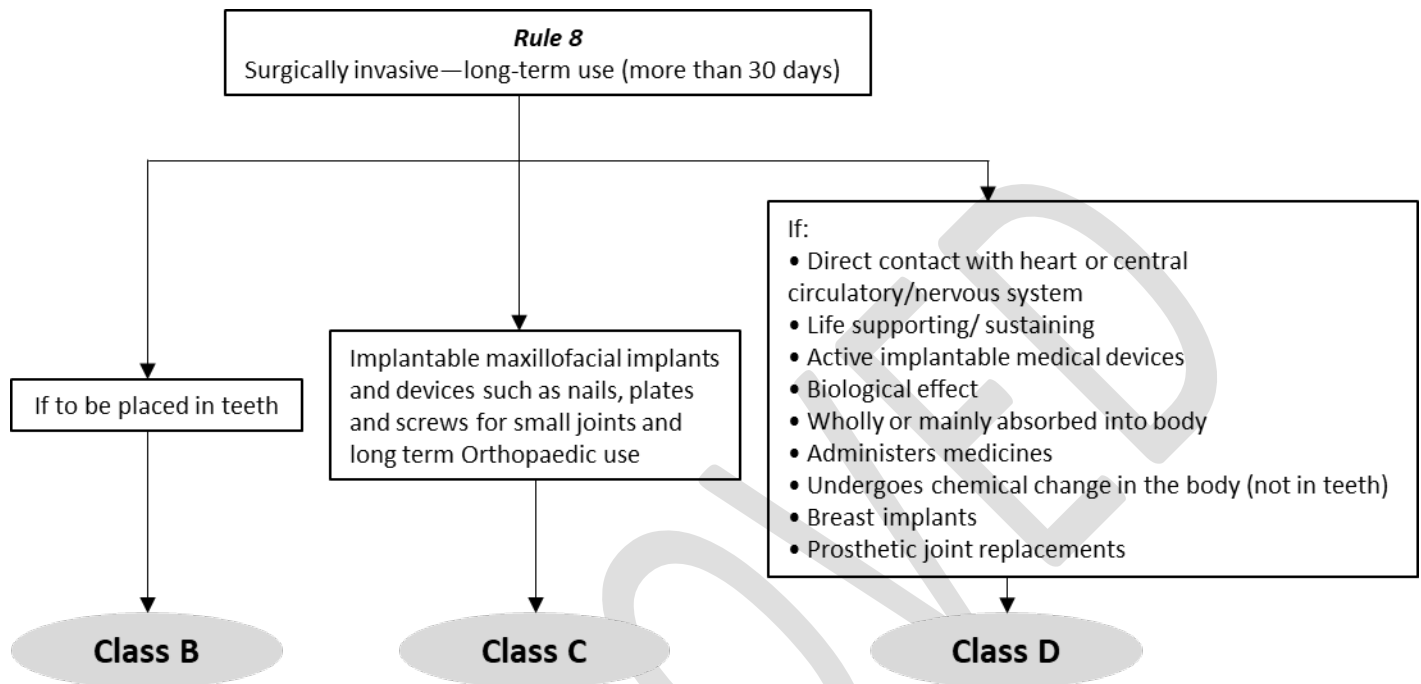 Rule 8
Surgically invasive—long-term use (more than 30 days)
If to be placed in teeth
Implantable maxillofacial implants
and devices such as nails, plates
and screws for small joints and
long term Orthopaedic use
If:
• Direct contact with heart or central
circulatory/nervous system
• Life supporting/ sustaining
• Active implantable medical devices
• Biological effect
• Wholly or mainly absorbed into body
• Administers medicines
• Undergoes chemical change in the body (not in teeth)
• Breast implants
• Prosthetic joint replacements
Class B
Class C
Class D
OVED